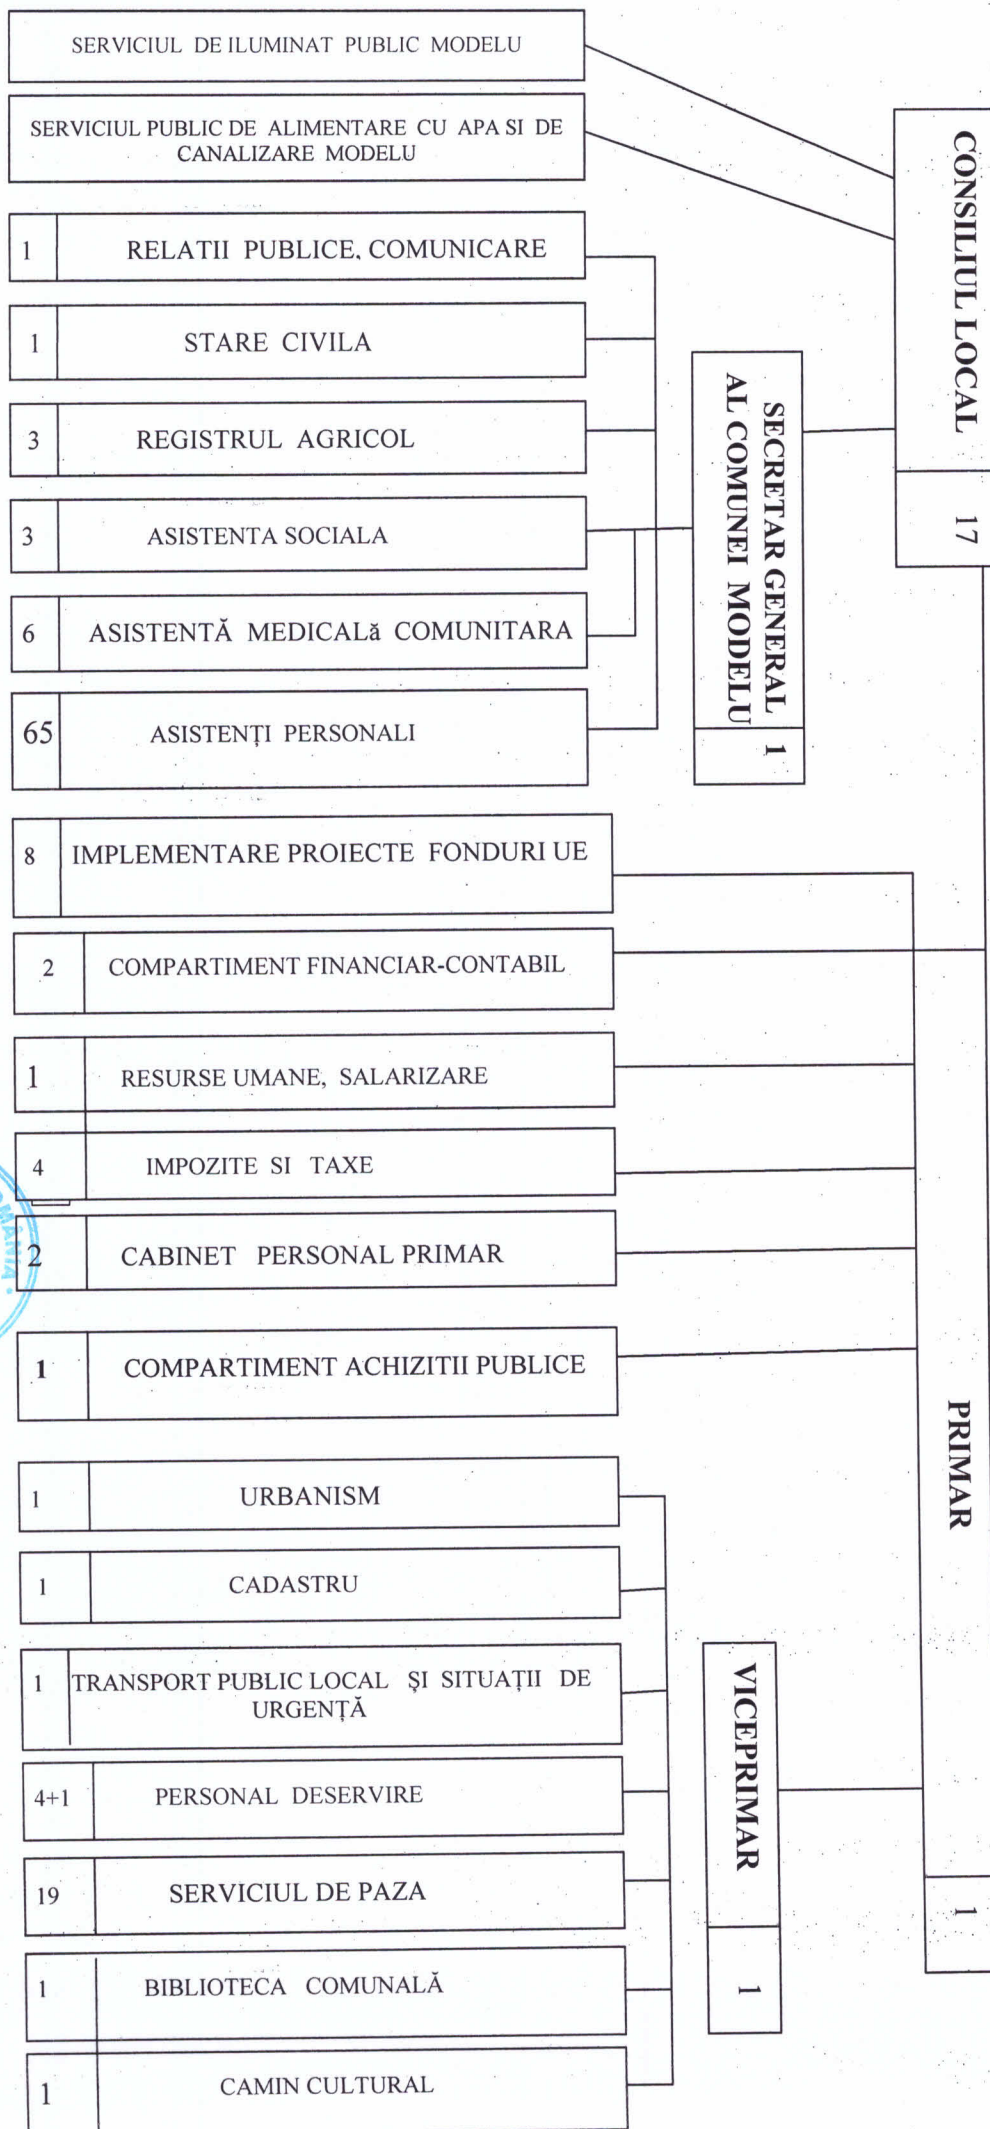 SERVICIUL DE ILUMINAT PUBLIC MODELU
SERVICIUL PUBLIC DE ALIMENTARE CU APA SI DE
CANALIZARE MODELU
1 RELATII PUBLICE, COMUNICARE
1 STARE CIVILA
3 REGISTRUL AGRICOL
3 ASISTENTA SOCIALA
6 ASISTENTĂ MEDICALă COMUNITARA
65 ASISTENȚI PERSONALI
8 IMPLEMENTARE PROIECTE FONDURI UE
2 COMPARTIMENT FINANCIAR-CONTABIL
1 RESURSE UMANE, SALARIZARE
4 IMPOZITE SI TAXE
2 CABINET PERSONAL PRIMAR
1 COMPARTIMENT ACHIZITII PUBLICE
1 URBANISM
1 CADASTRU
1 TRANSPORT PUBLIC LOCAL ȘI SITUAȚII DE
URGENȚĂ
4+1 PERSONAL DESERVIRE
19 SERVICIUL DE PAZA
1 BIBLIOTECA COMUNALĂ
1 CAMIN CULTURAL
SECRETAR GENERAL
AL COMUNEI MODELU
1
VICEPRIMAR 1
CONSILIUL LOCAL 17
PRIMAR 1
ROMÂNIA